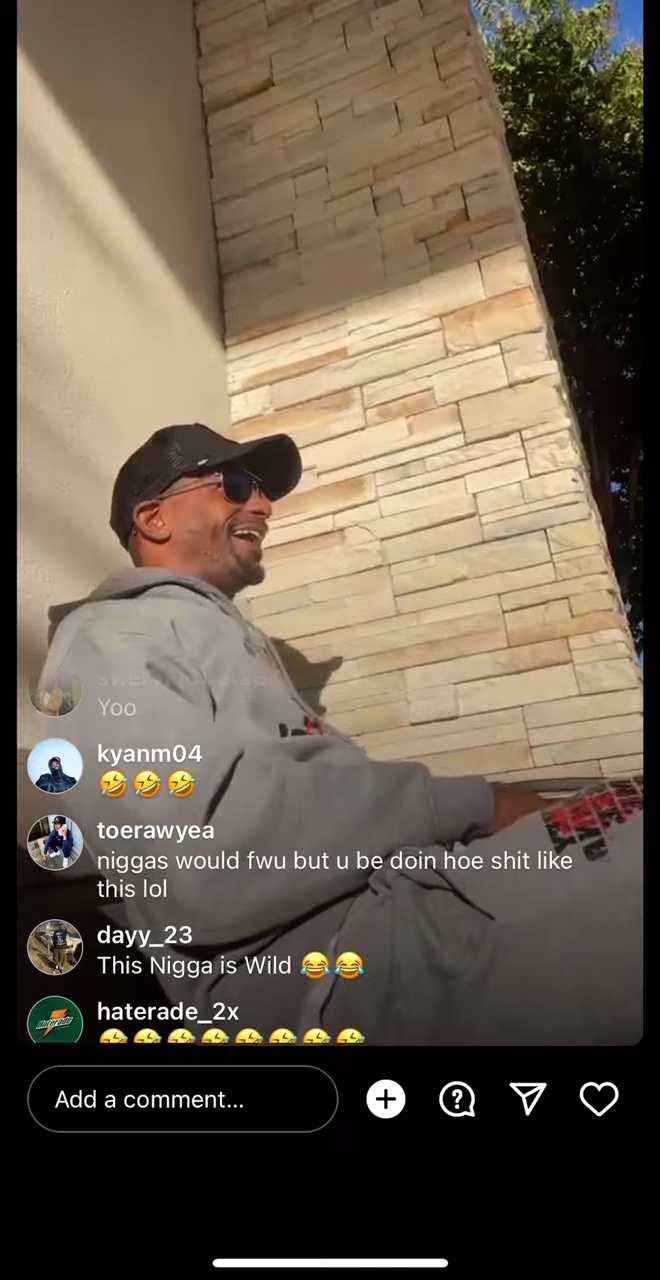 Yoo
kyanm04
🤣🤣🤣
toerawyea
niggas would fwu but u be doin hoe shit like
this lol
dayy_23
This Nigga is Wild 😂😂
haterade_2x
🤣🤣🤣🤣🤣🤣🤣🤣
Add a comment...